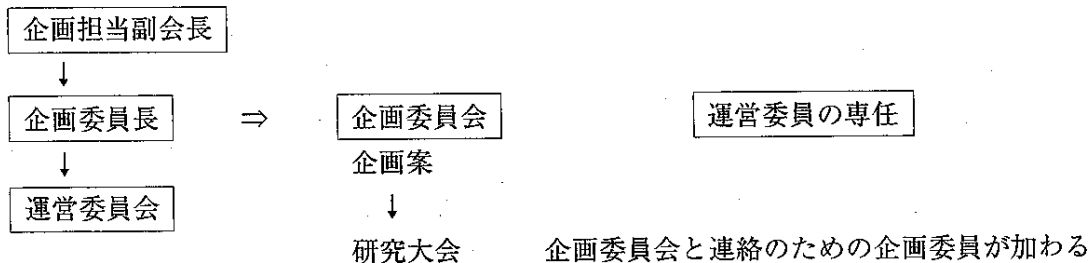 企画担当副会長
↓
企画委員長 ⇒ 企画委員会 運営委員の専任
企画案
↓ ↓
運営委員会
研究大会 企画委員会と連絡のための企画委員が加わる